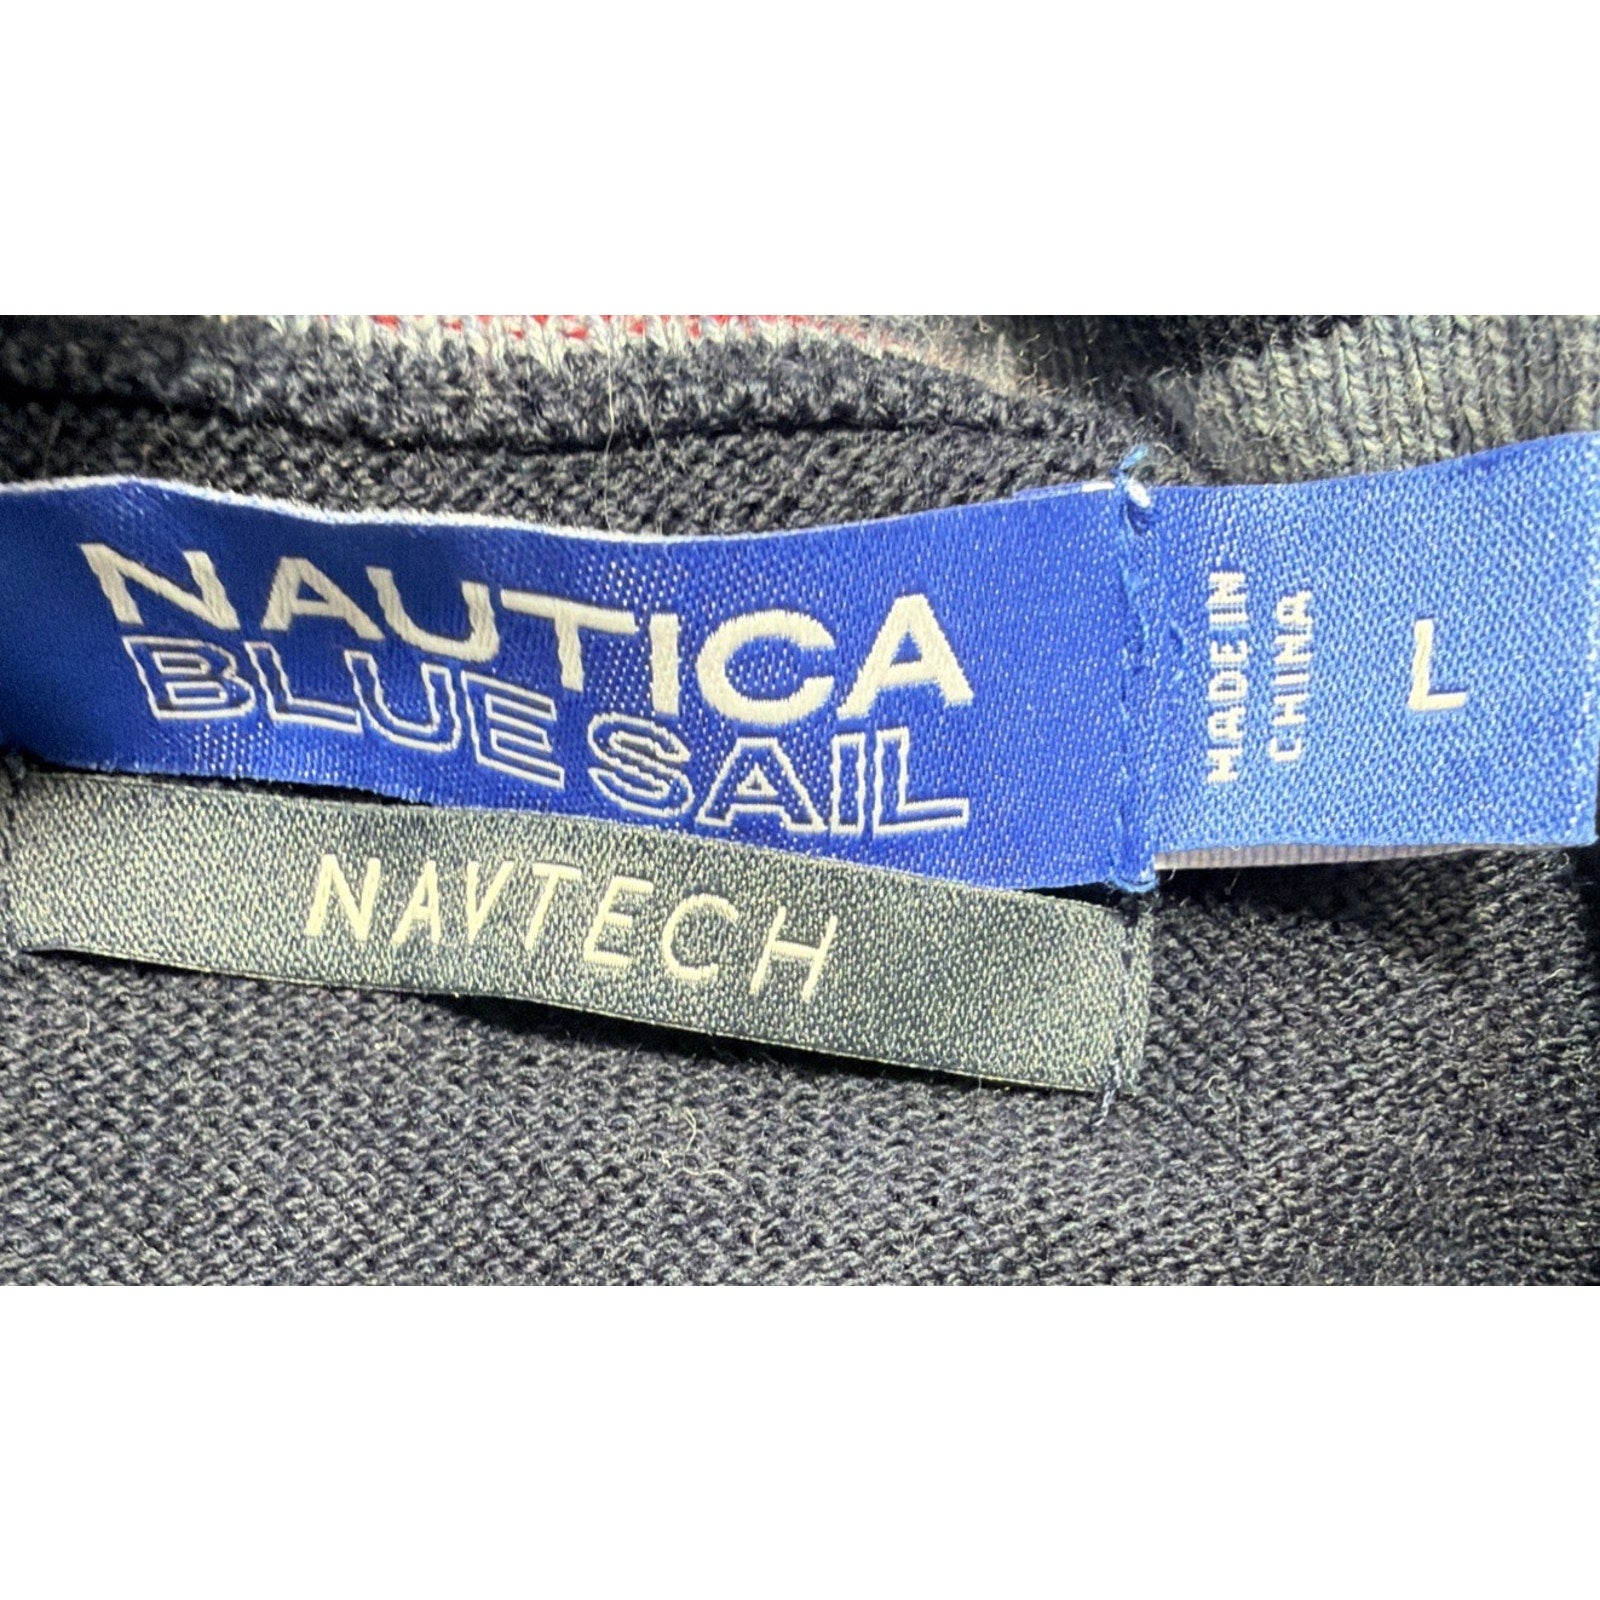 NAUTICA
BLUE SAIL
NAVTECH
MADE IN
CHINA
L